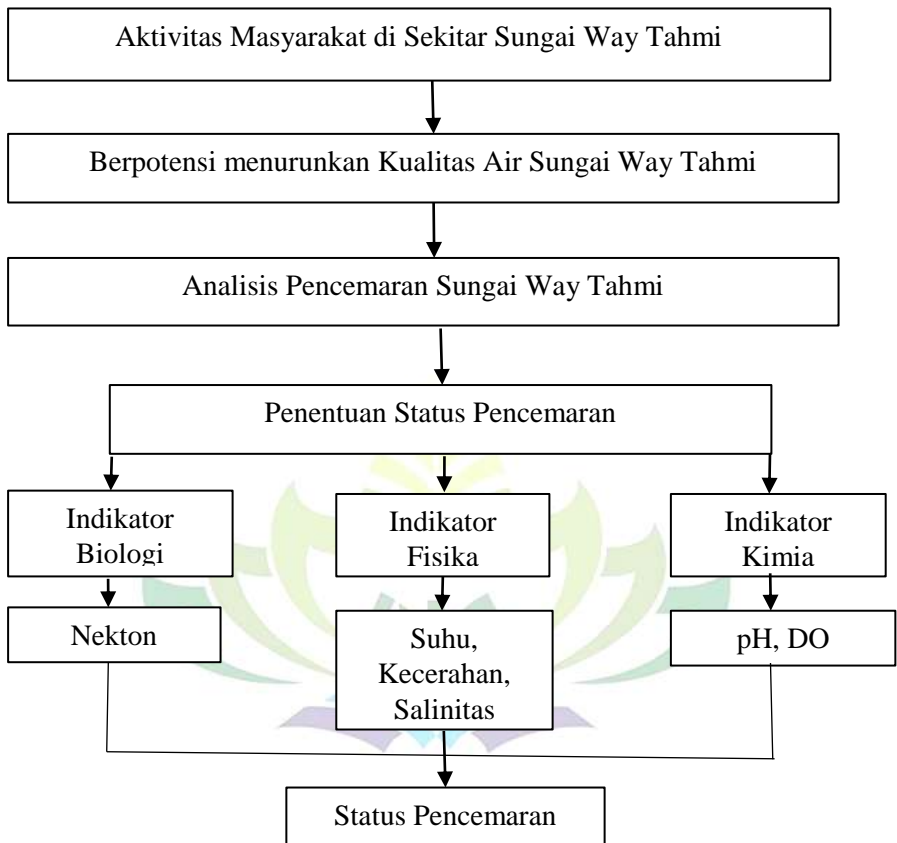 Aktivitas Masyarakat di Sekitar Sungai Way Tahmi
Berpotensi menurunkan Kualitas Air Sungai Way Tahmi
Analisis Pencemaran Sungai Way Tahmi
Penentuan Status Pencemaran
Indikator
Biologi
Indikator
Fisika
Indikator
Kimia
Nekton
Suhu,
Kecerahan,
Salinitas
pH, DO
Status Pencemaran